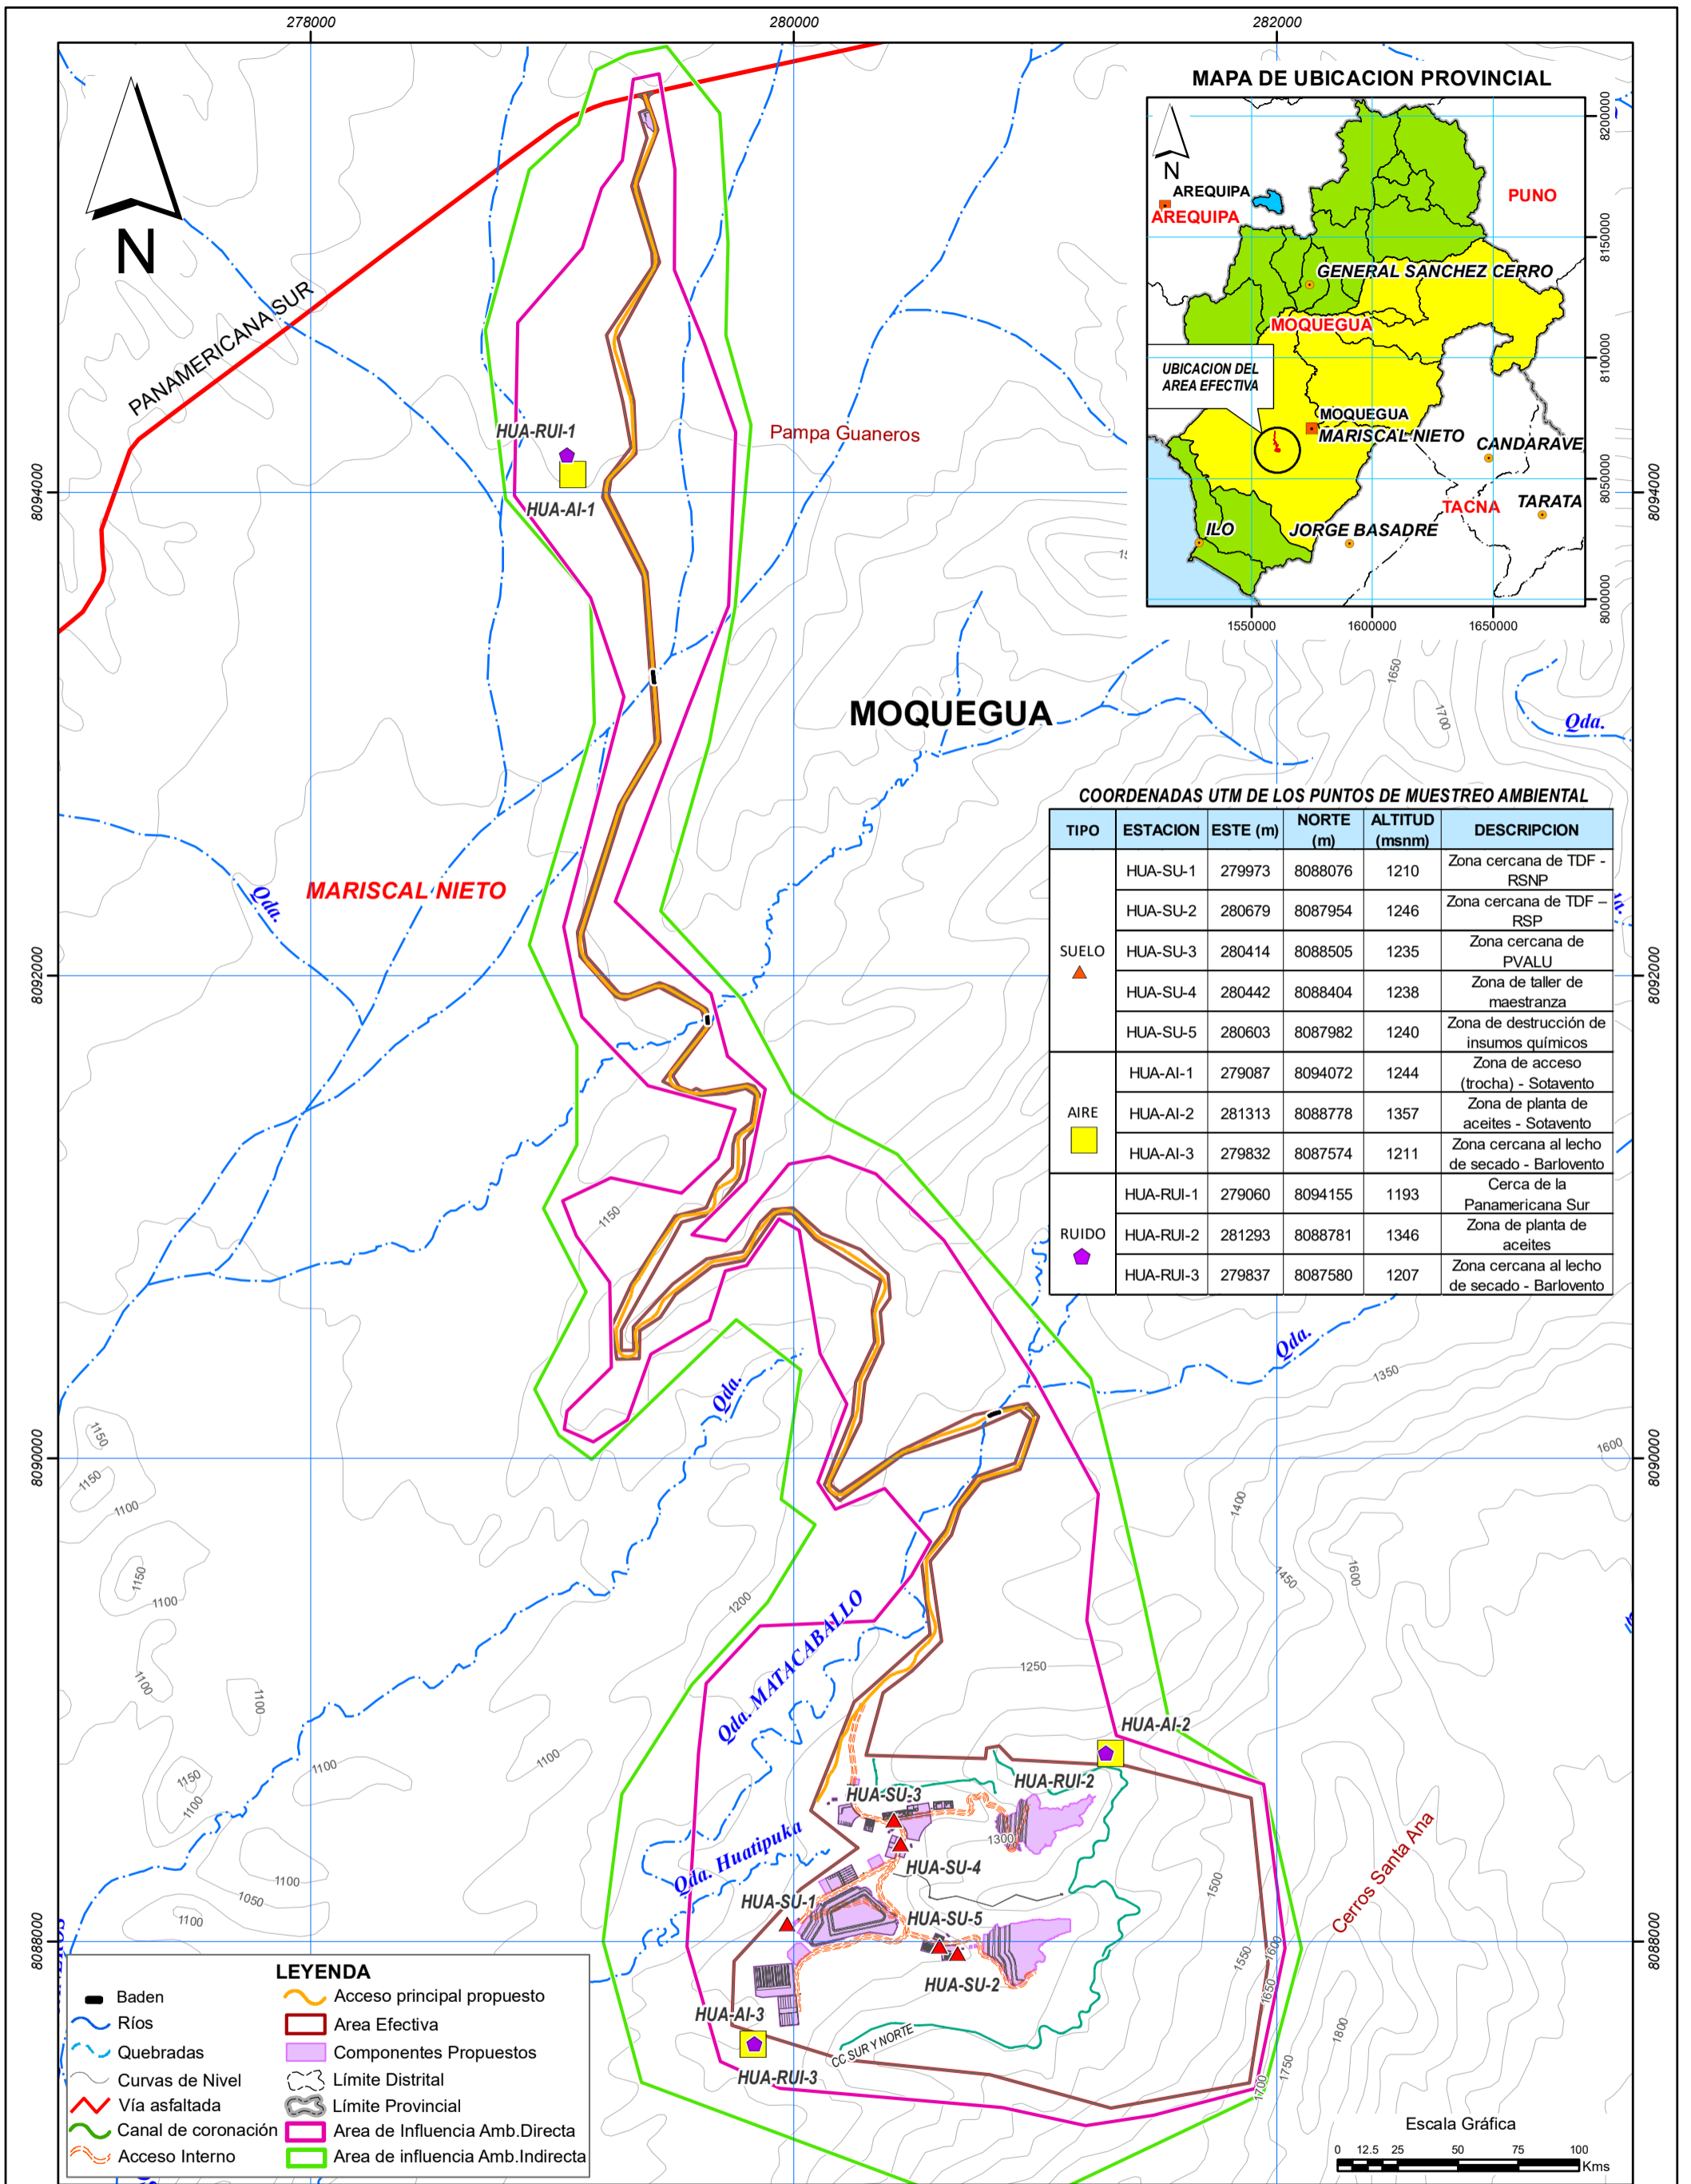 278000
280000
282000
MAPA DE UBICACION PROVINCIAL
8200000
8150000
8100000
8050000
8000000
1550000
1600000
1650000
N
AREQUIPA
AREQUIPA
PUNO
GENERAL SANCHEZ CERRO
MOQUEGUA
UBICACION DEL
AREA EFECTIVA
MOQUEGUA
MARISCAL NIETO
CANDARAVE
TACNA
TARATA
ILO
JORGE BASADRE
N
PANAMERICANA SUR
HUA-RUI-1
Pampa Guaneros
HUA-AI-1
8094000
8094000
1650
1700
MOQUEGUA
Qda.
COORDENADAS UTM DE LOS PUNTOS DE MUESTREO AMBIENTAL
TIPO ESTACION ESTE (m) NORTE (m) ALTITUD (msnm) DESCRIPCION
SUELO
HUA-SU-1 279973 8088076 1210 Zona cercana de TDF - RSNP
HUA-SU-2 280679 8087954 1246 Zona cercana de TDF – RSP
HUA-SU-3 280414 8088505 1235 Zona cercana de PVALU
HUA-SU-4 280442 8088404 1238 Zona de taller de maestranza
HUA-SU-5 280603 8087982 1240 Zona de destrucción de insumos químicos
AIRE
HUA-AI-1 279087 8094072 1244 Zona de acceso (trocha) - Sotavento
HUA-AI-2 281313 8088778 1357 Zona de planta de aceites - Sotavento
HUA-AI-3 279832 8087574 1211 Zona cercana al lecho de secado - Barlovento
RUIDO
HUA-RUI-1 279060 8094155 1193 Cerca de la Panamericana Sur
HUA-RUI-2 281293 8088781 1346 Zona de planta de aceites
HUA-RUI-3 279837 8087580 1207 Zona cercana al lecho de secado - Barlovento
MARISCAL NIETO
Qda.
8092000
8092000
1150
Qda.
Qda.
1350
1150
1150
1100
8090000
8090000
1600
1400
1450
1600
1150
1100
1200
Qda. MATACABALLO
1250
1100
1100
1100
1100
1150
1100
HUA-AI-2
HUA-RUI-2
HUA-SU-3
1300
HUA-SU-4
Qda. Huatipuka
HUA-SU-1
HUA-SU-5
HUA-SU-2
1100
1050
1100
1500
1550
1600
1650
Cerros Santa Ana
8088000
8088000
HUA-AI-3
HUA-RUI-3
CC SUR Y NORTE
1800
1750
1700
LEYENDA
Baden
Ríos
Quebradas
Curvas de Nivel
Vía asfaltada
Canal de coronación
Acceso Interno
Acceso principal propuesto
Area Efectiva
Componentes Propuestos
Límite Distrital
Límite Provincial
Area de Influencia Amb.Directa
Area de influencia Amb.Indirecta
Escala Gráfica
0 12.5 25 50 75 100
Kms